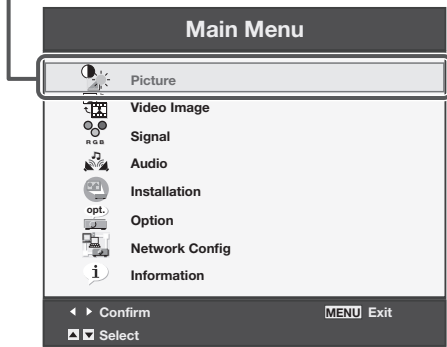 Main Menu
Picture
Video Image
RGB
Signal
Audio
Installation
opt.
Option
Network Config
i
Information
◀ ▶ Confirm MENU Exit
▲ ▼ Select